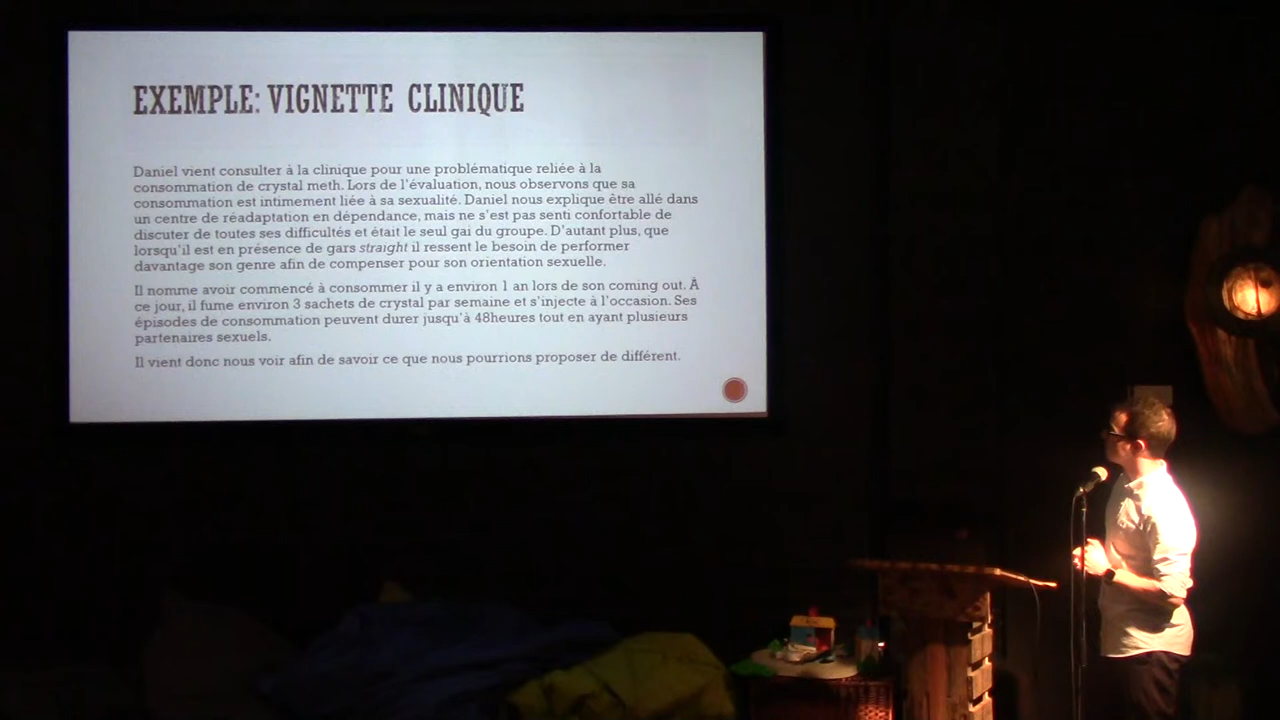 EXEMPLE: VIGNETTE CLINIQUE
Daniel vient consulter à la clinique pour une problématique reliée à la
consommation de crystal meth. Lors de l'évaluation, nous observons que sa
consommation est intimement liée à sa sexualité. Daniel nous explique être allé dans
un centre de réadaptation en dépendance, mais ne s'est pas senti confortable de
discuter de toutes ses difficultés et était le seul gai du groupe. D'autant plus, que
lorsqu'il est en présence de gars straight il ressent le besoin de performer
davantage son genre afin de compenser pour son orientation sexuelle.
Il nomme avoir commencé à consommer il y a environ 1 an lors de son coming out. À
ce jour, il fume environ 3 sachets de crystal par semaine et s'injecte à l'occasion. Ses
épisodes de consommation peuvent durer jusqu'à 48heures tout en ayant plusieurs
partenaires sexuels.
Il vient donc nous voir afin de savoir ce que nous pourrions proposer de différent.